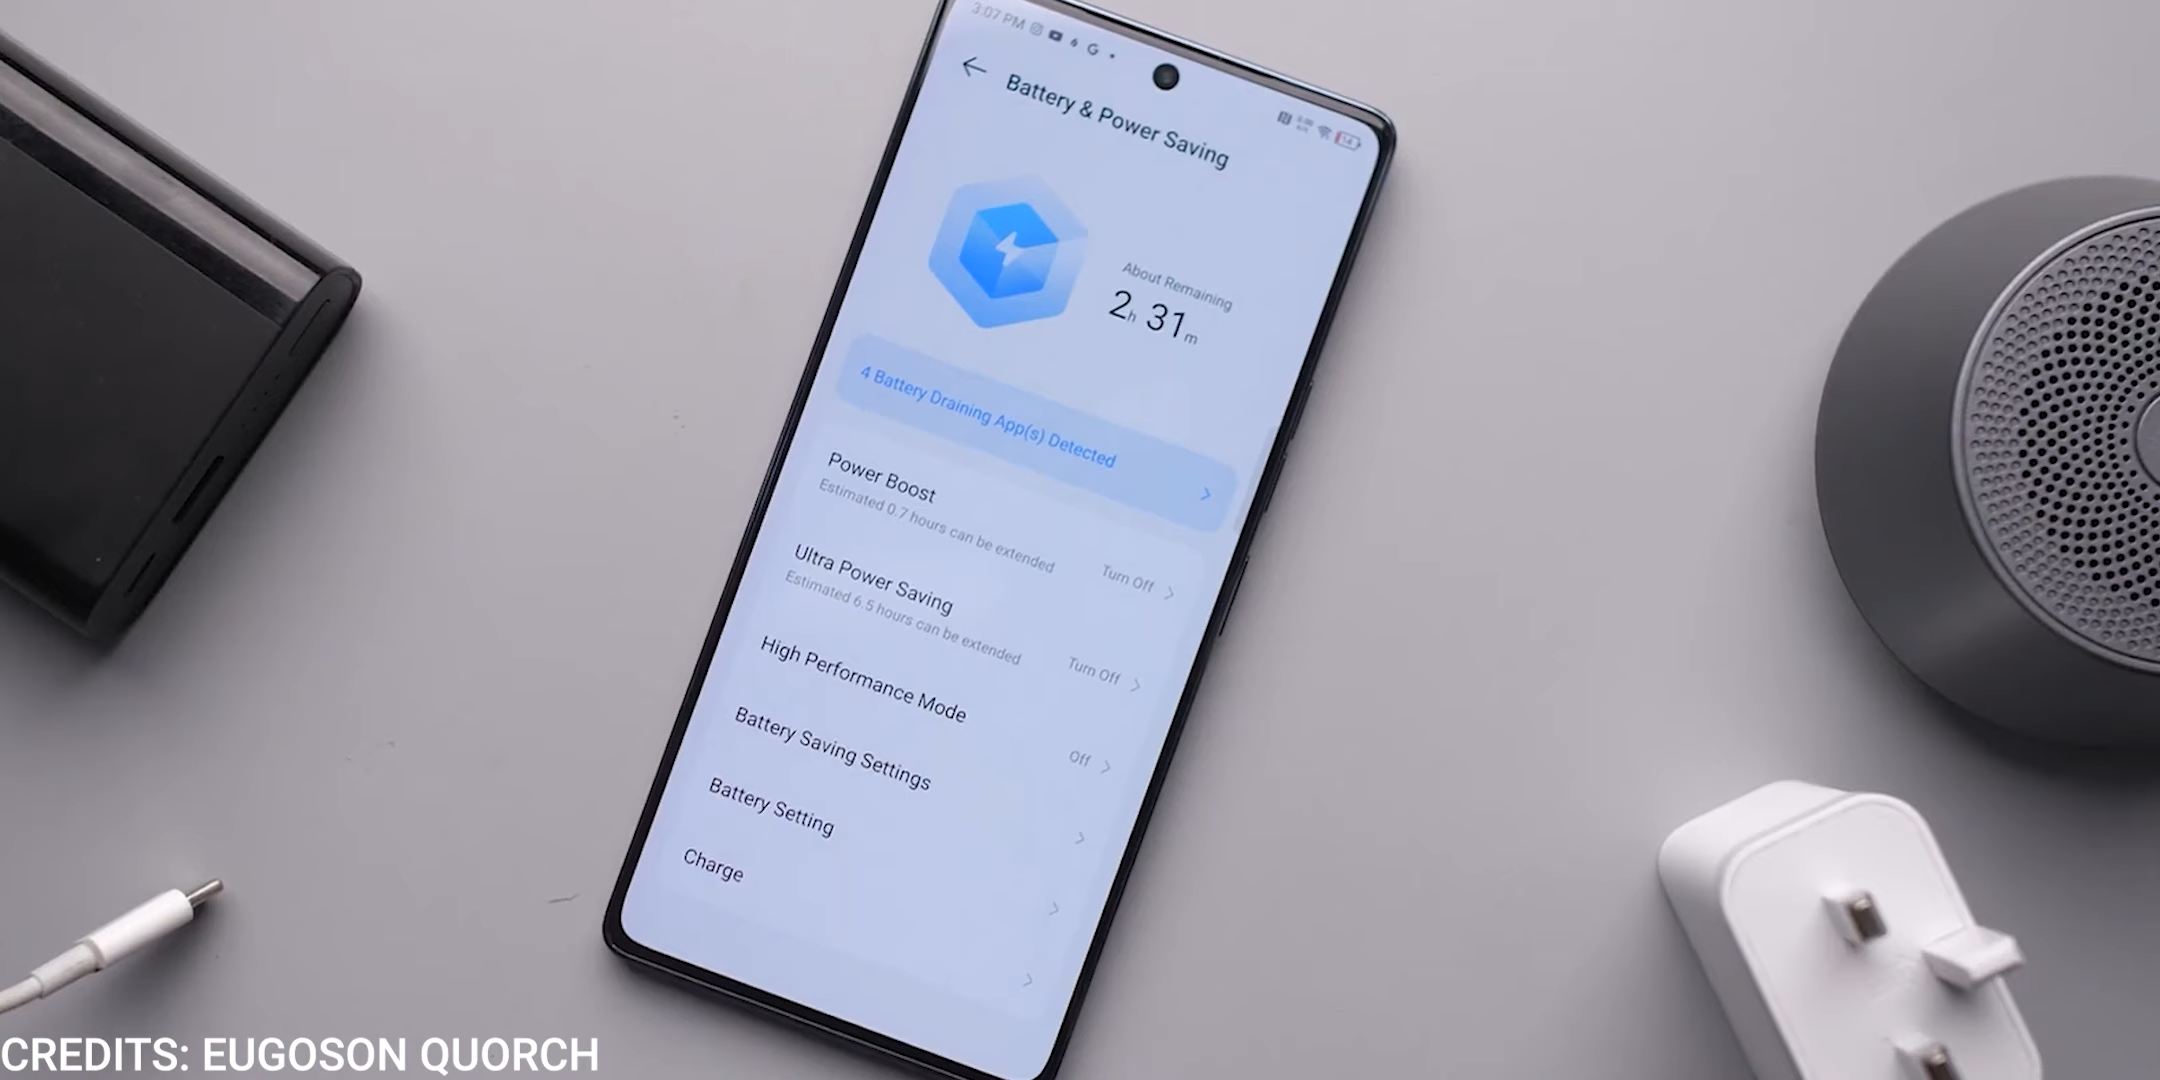 3:07 PM
Battery & Power Saving
About Remaining
2h 31m
4 Battery Draining App(s) Detected
Power Boost
Estimated 0.7 hours can be extended
Turn Off
Ultra Power Saving
Estimated 6.5 hours can be extended
Turn Off
High Performance Mode
Off
Battery Saving Settings
Battery Setting
Charge
CREDITS: EUGOSON QUORCH